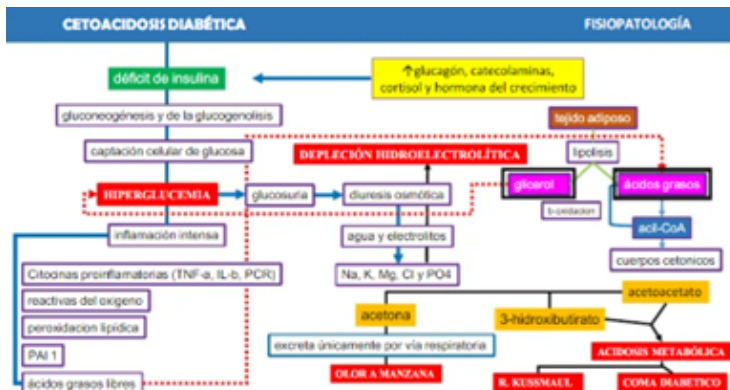 CETOACIDOSIS DIABÉTICA
FISIOPATOLOGÍA
déficit de insulina
↑glucagón, catecolaminas,
cortisol y hormona del crecimiento
gluconeogénesis y de la glucogenolisis
tejido adiposo
captación celular de glucosa
DEPLECIÓN HIDROELECTROLÍTICA
lipolisis
HIPERGLUCEMIA
glucosuria
diuresis osmótica
glicerol
ácidos grasos
b-oxidacion
inflamación intensa
agua y electrolitos
acil-CoA
cuerpos cetonicos
Citocinas proinflamatorias (TNF-a, IL-b, PCR)
Na, K, Mg, Cl y PO4
reactivas del oxigeno
acetoacetato
acetona
3-hidroxibutirato
peroxidacion lipídica
excreta únicamente por vía respiratoria
PAI 1
ACIDOSIS METABÓLICA
OLOR A MANZANA
R. KUSSMAUL
COMA DIABETICO
ácidos grasos libres